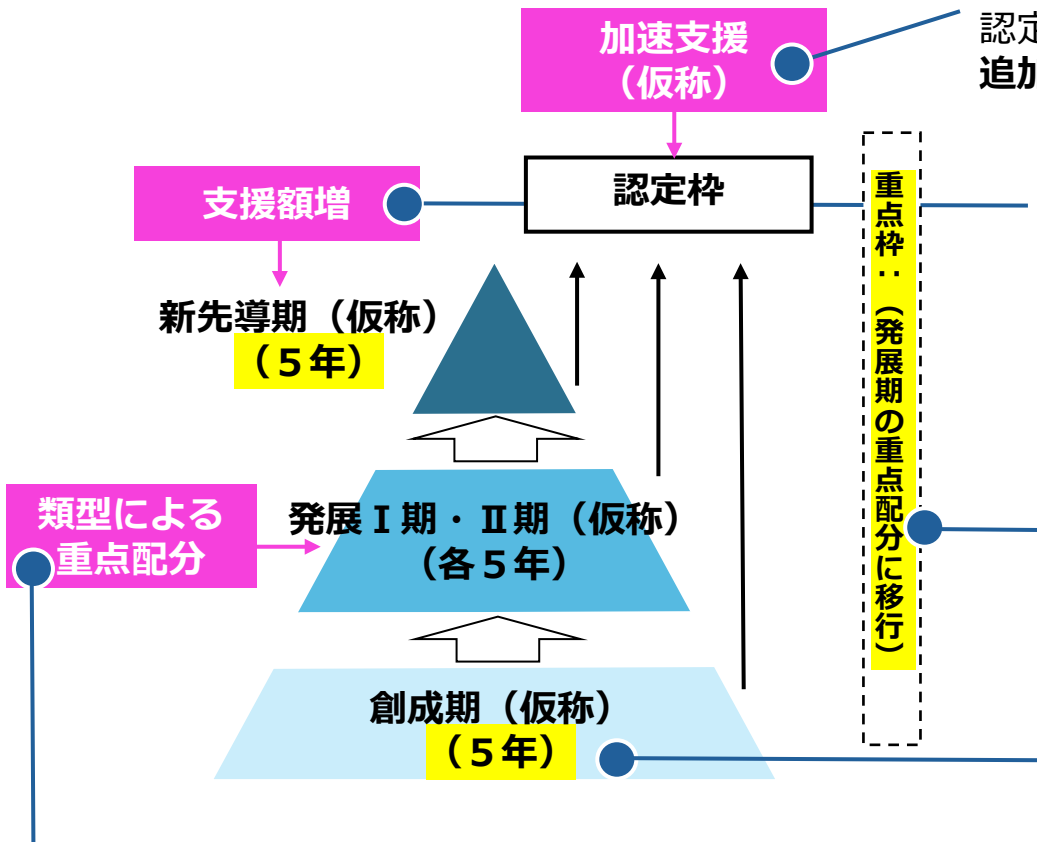 加速支援
（仮称）
認定
追加
支援額増
認定枠
重点枠：（発展期の重点配分に移行）
新先導期（仮称）
（５年）
類型による
重点配分
発展Ⅰ期・Ⅱ期（仮称）
（各５年）
創成期（仮称）
（５年）